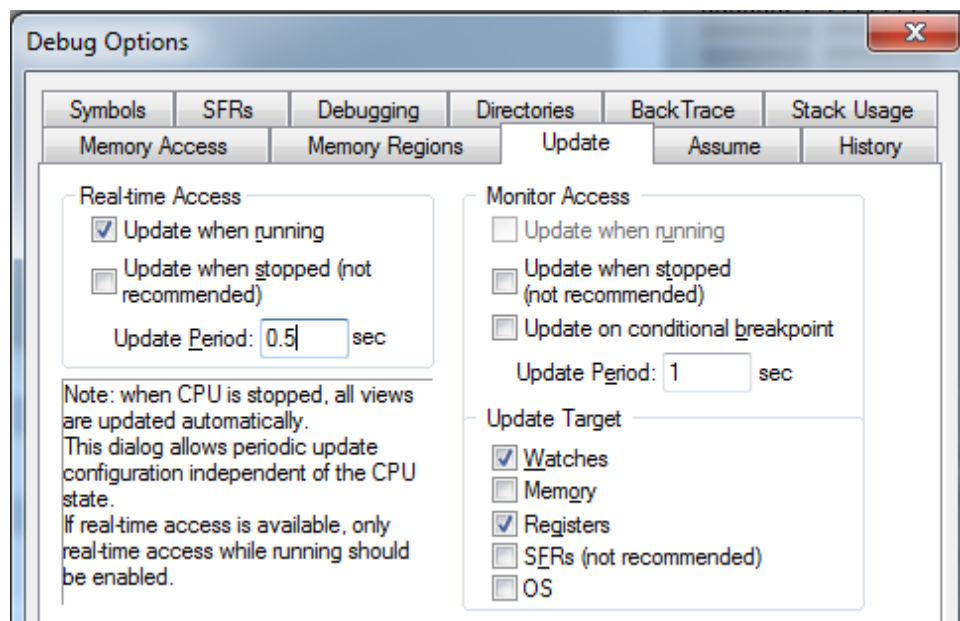 Debug Options
Symbols
SFRs
Debugging
Directories
BackTrace
Stack Usage
Memory Access
Memory Regions
Update
Assume
History
Real-time Access
Update when running
Update when stopped (not
recommended)
Update Period: 0.5 sec
Note: when CPU is stopped, all views
are updated automatically.
This dialog allows periodic update
configuration independent of the CPU
state.
If real-time access is available, only
real-time access while running should
be enabled.
Monitor Access
Update when running
Update when stopped
(not recommended)
Update on conditional breakpoint
Update Period: 1 sec
Update Target
Watches
Memory
Registers
SFRs (not recommended)
OS